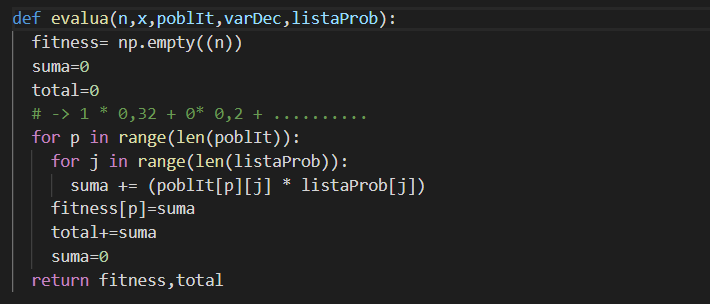 def evalua(n,x,poblIt,varDec,listaProb):
  fitness= np.empty((n))
  suma=0
  total=0
  # -> 1 * 0,32 + 0* 0,2 + ..........
  for p in range(len(poblIt)):
    for j in range(len(listaProb)):
      suma += (poblIt[p][j] * listaProb[j])
    fitness[p]=suma
    total+=suma
    suma=0
  return fitness,total